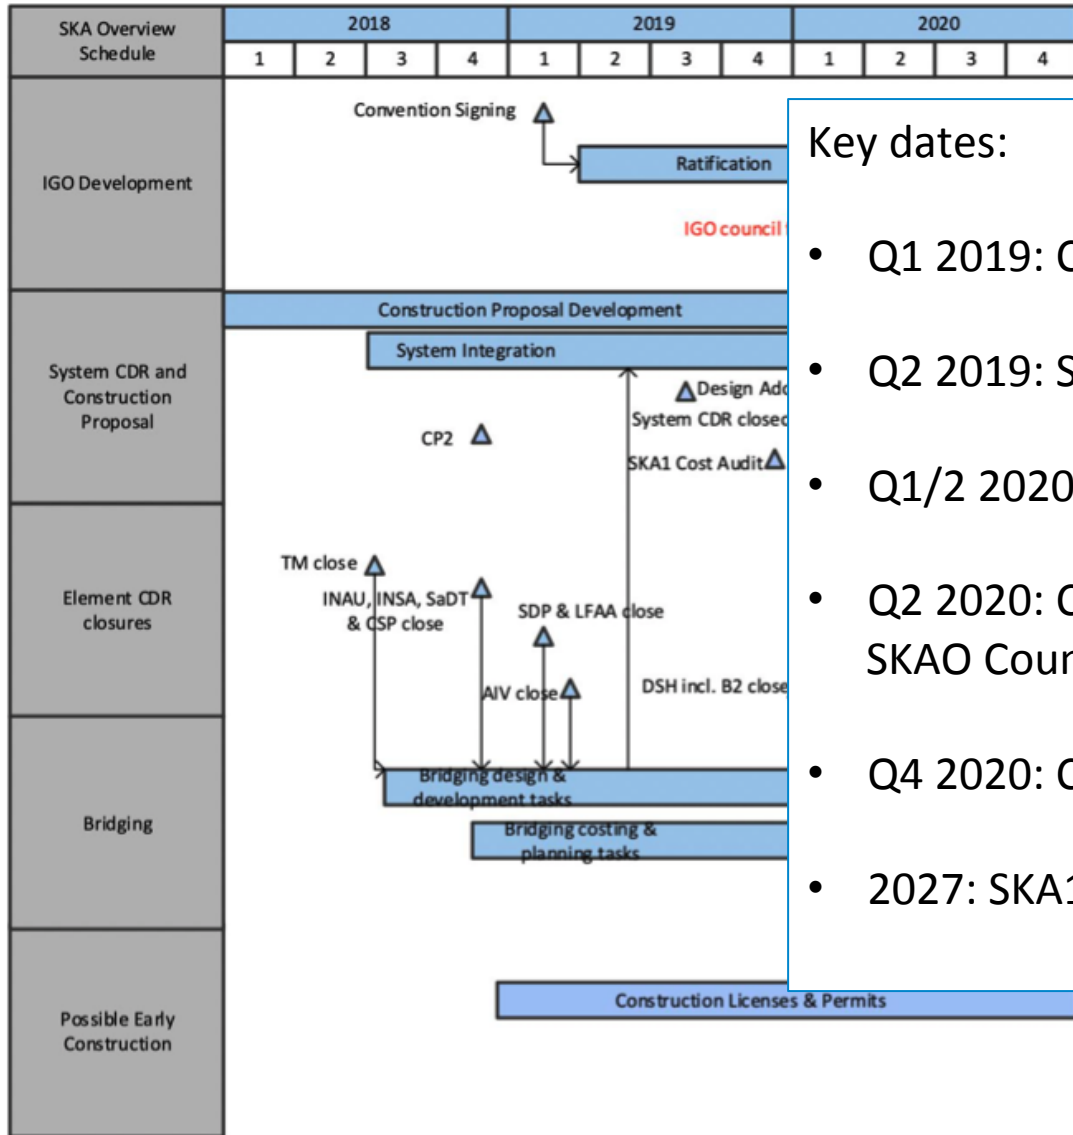 SKA Overview
Schedule
2018
2019
2020
1 2 3 4 1 2 3 4 1 2 3 4
IGO Development
Convention Signing
Ratification
IGO council
System CDR and
Construction
Proposal
Construction Proposal Development
System Integration
Design
System CDR closed
CP2
SKA1 Cost Audit
Element CDR
closures
TM close
INAU, INSA, SaDT
& CSP close
SDP & LFAA close
AIV close
DSH incl. B2 close
Bridging
Bridging design &
development tasks
Bridging costing &
planning tasks
Possible Early
Construction
Construction Licenses & Permits
Key dates:
• Q1 2019:
• Q2 2019:
• Q1/2 2020
• Q2 2020:
SKAO
• Q4 2020:
• 2027: